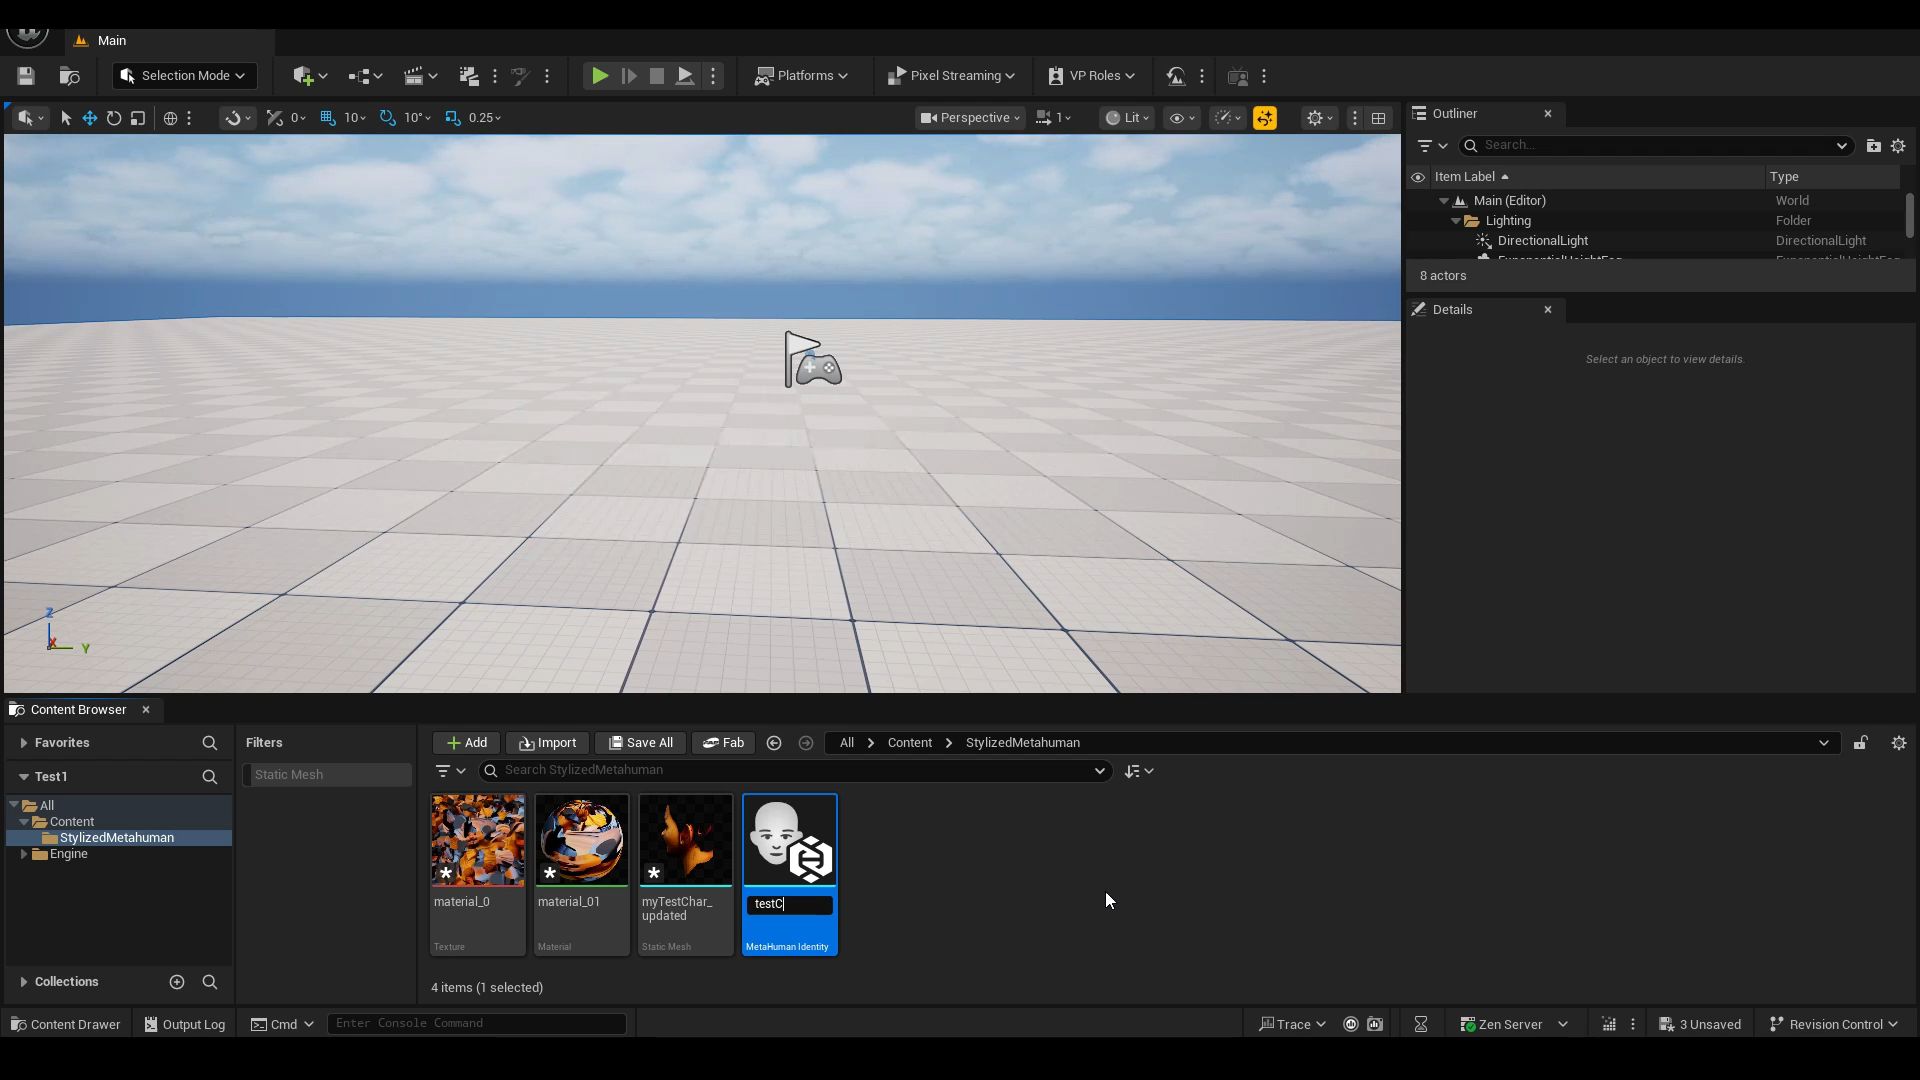 Main
Selection Mode
Platforms
Pixel Streaming
VP Roles
0
10
10°
0.25
Perspective
1
Lit
Outliner
Search...
Item Label
Type
Main (Editor)
World
Lighting
Folder
DirectionalLight
DirectionalLight
ExponentialHeightFog
ExponentialHeightFog
8 actors
Details
Select an object to view details.
Z
X
Y
Content Browser
Favorites
Filters
Add
Import
Save All
Fab
All
Content
StylizedMetahuman
Test1
Static Mesh
Search StylizedMetahuman
All
Content
StylizedMetahuman
Engine
material_0
Texture
material_01
Material
myTestChar_
updated
Static Mesh
testC
MetaHuman Identity
Collections
4 items (1 selected)
Content Drawer
Output Log
Cmd
Enter Console Command
Trace
Zen Server
3 Unsaved
Revision Control